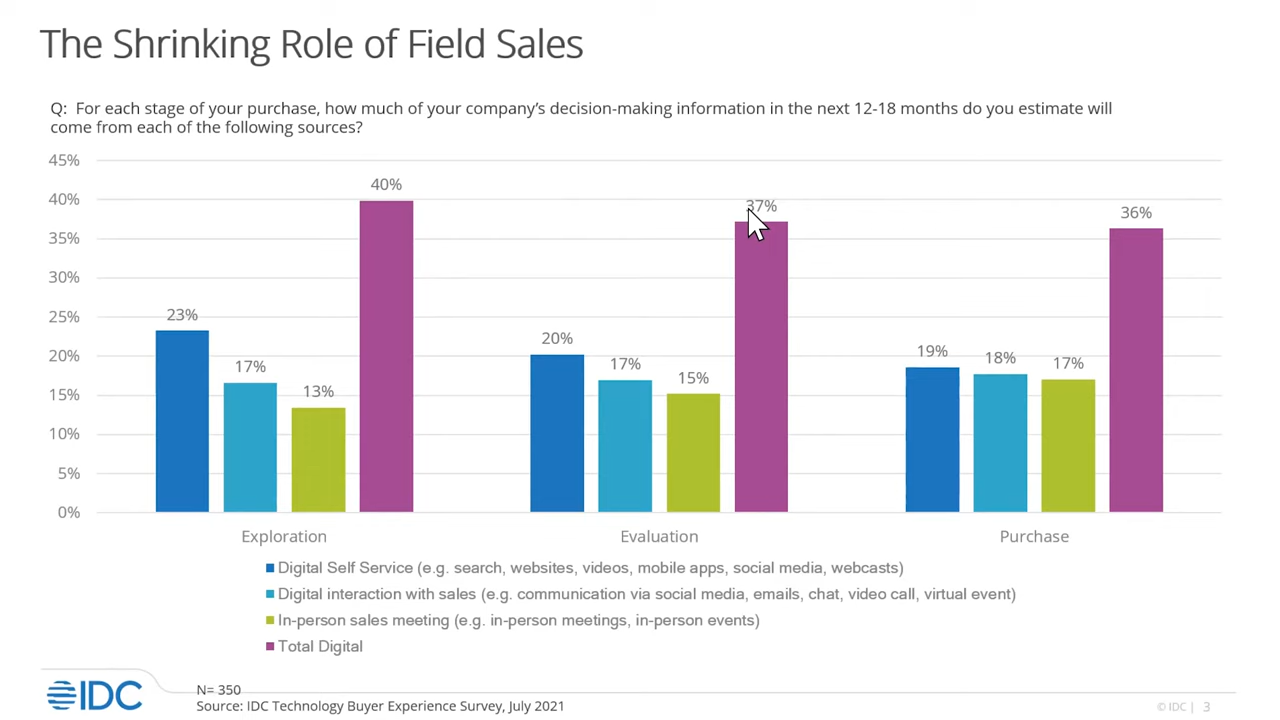 The Shrinking Role of Field Sales
Q: For each stage of your purchase, how much of your company's decision-making information in the next 12-18 months do you estimate will
come from each of the following sources?
45%
40%
35%
30%
25%
20%
15%
10%
5%
0%
23%
17%
13%
40%
20%
17%
15%
37%
19%
18%
17%
36%
Exploration
Evaluation
Purchase
Digital Self Service (e.g. search, websites, videos, mobile apps, social media, webcasts)
Digital interaction with sales (e.g. communication via social media, emails, chat, video call, virtual event)
In-person sales meeting (e.g. in-person meetings, in-person events)
Total Digital
IDC
N= 350
Source: IDC Technology Buyer Experience Survey, July 2021
© IDC | 3